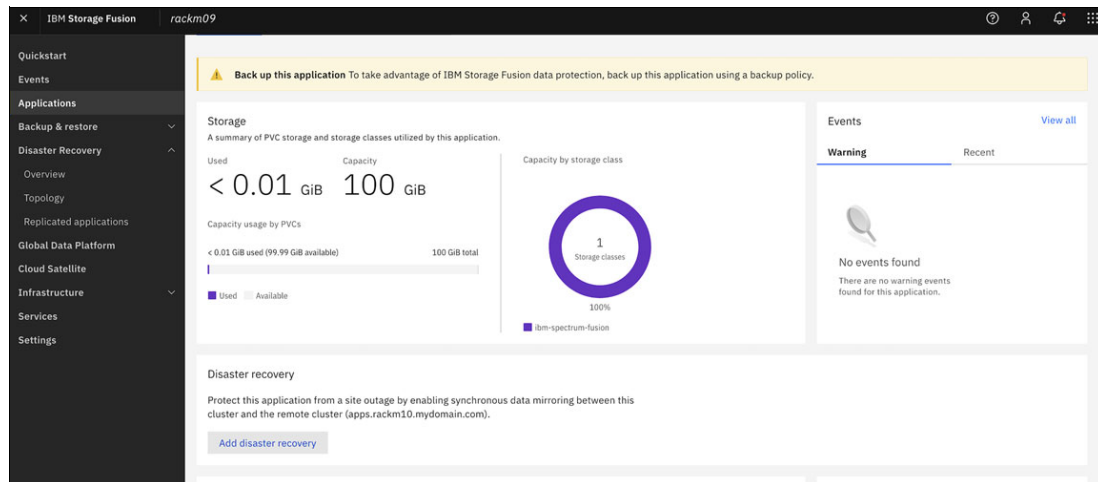 IBM Storage Fusion
rackm09
Quickstart
Events
Applications
Backup & restore
Disaster Recovery
Overview
Topology
Replicated applications
Global Data Platform
Cloud Satellite
Infrastructure
Services
Settings
Back up this application To take advantage of IBM Storage Fusion data protection, back up this application using a backup policy.
Storage
A summary of PVC storage and storage classes utilized by this application.
Used
Capacity
< 0.01 GiB
100 GiB
Capacity usage by PVCs
< 0.01 GiB used (99.99 GiB available)
100 GiB total
Used
Available
Capacity by storage class
1
Storage classes
100%
ibm-spectrum-fusion
Events
View all
Warning
Recent
No events found
There are no warning events
found for this application.
Disaster recovery
Protect this application from a site outage by enabling synchronous data mirroring between this
cluster and the remote cluster (apps.rackm10.mydomain.com).
Add disaster recovery